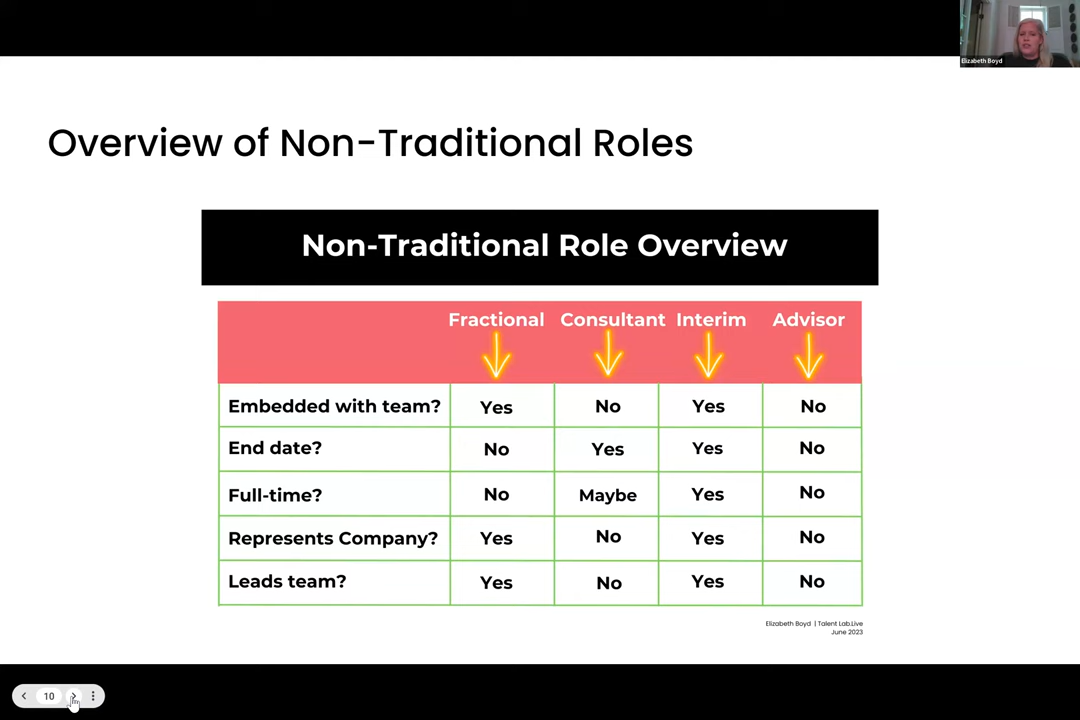 Elizabeth Boyd
Overview of Non-Traditional Roles
Non-Traditional Role Overview
Fractional Consultant Interim Advisor
Embedded with team? Yes No Yes No
End date? No Yes Yes No
Full-time? No Maybe Yes No
Represents Company? Yes No Yes No
Leads team? Yes No Yes No
Elizabeth Boyd | Talent Lab.Live
June 2023
10